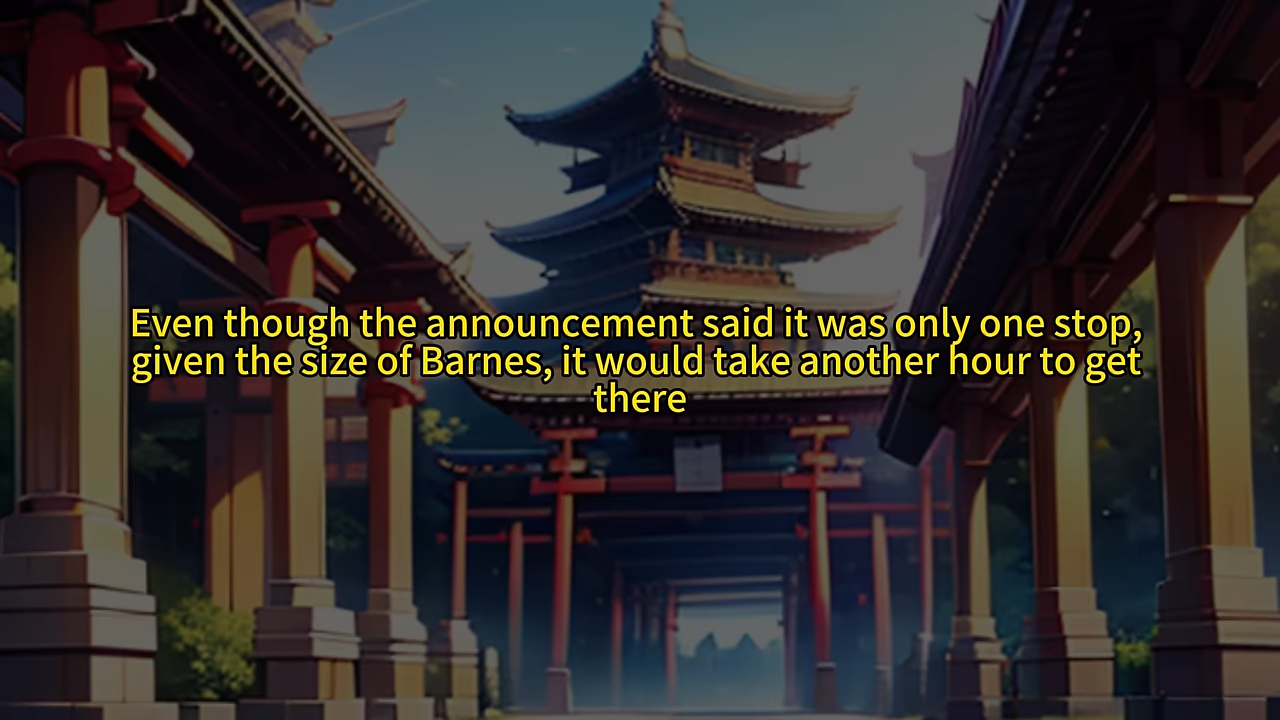 Even though the announcement said it was only one stop,
given the size of Barnes, it would take another hour to get
there